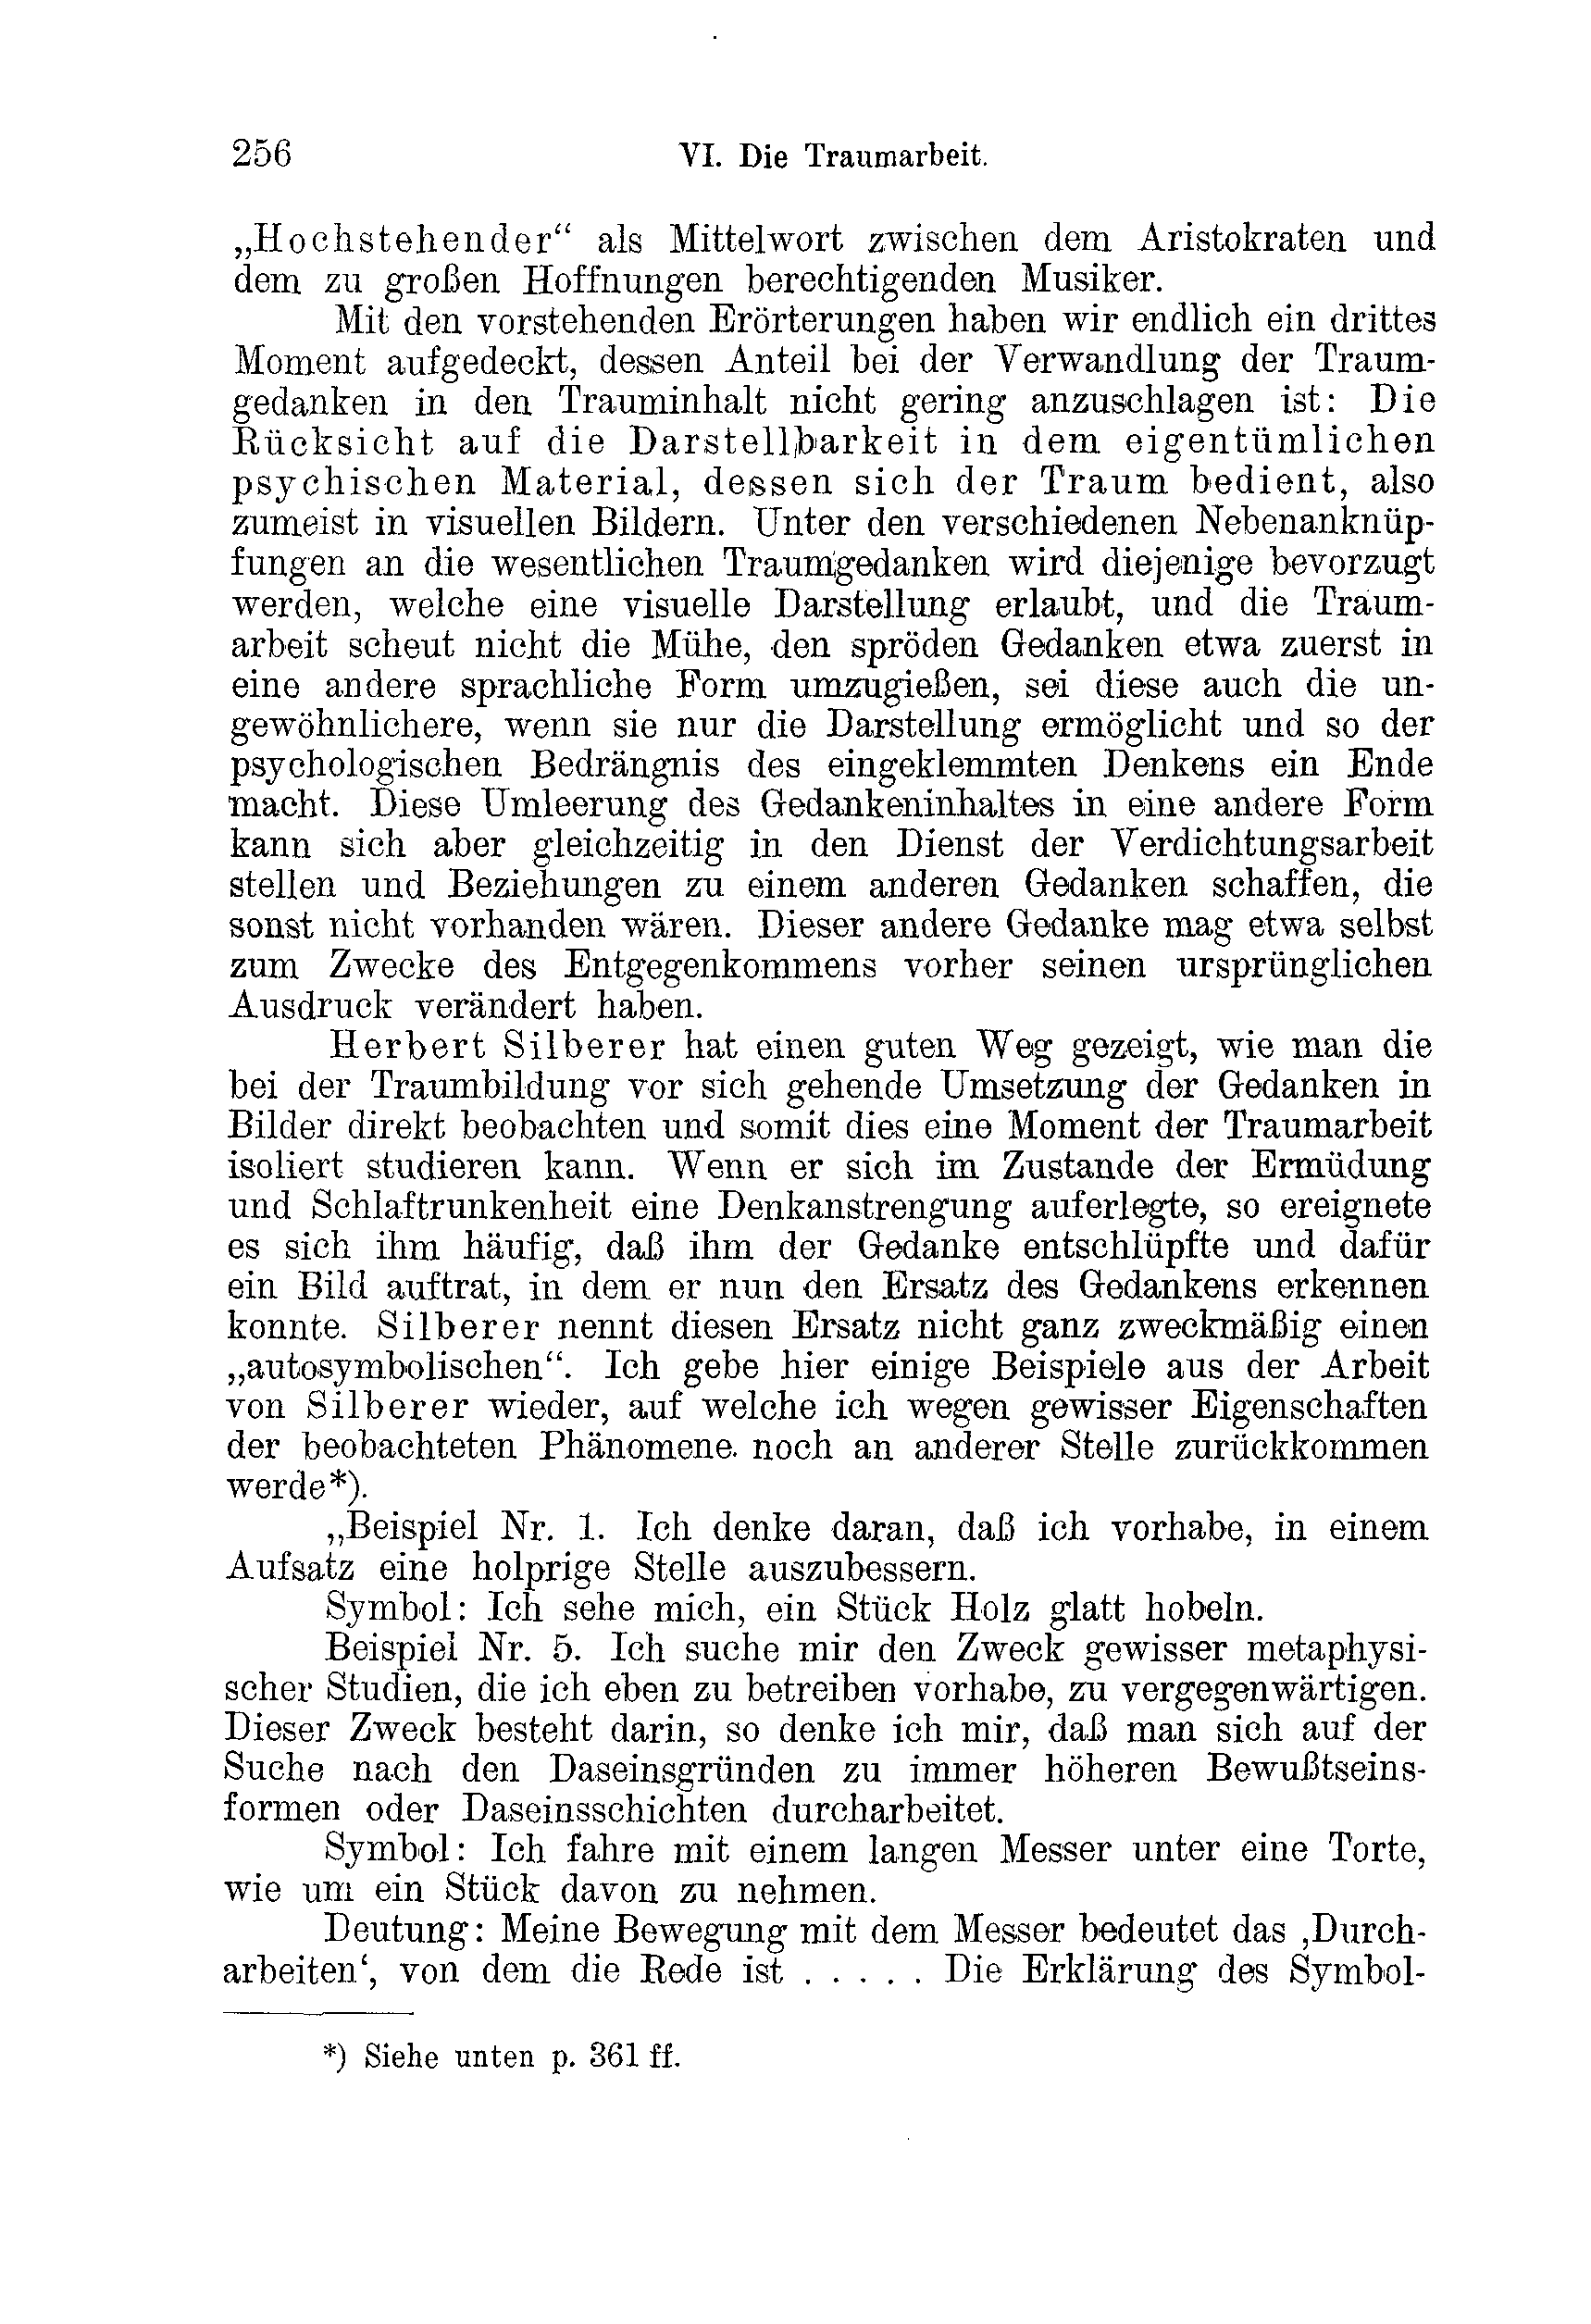 256 VI. Die Traumarbeit.
„Hochstehender“ als Mittelwort zwischen dem Aristokraten und
dem zu großen Hoffnungen berechtigenden Musiker.
Mit den vorstehenden Erörterungen haben wir endlich ein drittes
Moment aufgedeckt, dessen Anteil bei der Verwandlung der Traum-
gedanken in den Trauminhalt nicht gering anzuschlagen ist: Die
Rücksicht auf die Darstellbarkeit in dem eigentümlichen
psychischen Material, dessen sich der Traum bedient, also
zumeist in visuellen Bildern. Unter den verschiedenen Nebenanknüp-
fungen an die wesentlichen Traumgedanken wird diejenige bevorzugt
werden, welche eine visuelle Darstellung erlaubt, und die Traum-
arbeit scheut nicht die Mühe, den spröden Gedanken etwa zuerst in
eine andere sprachliche Form umzugießen, sei diese auch die un-
gewöhnlichere, wenn sie nur die Darstellung ermöglicht und so der
psychologischen Bedrängnis des eingeklemmten Denkens ein Ende
macht. Diese Umleerung des Gedankeninhaltes in eine andere Form
kann sich aber gleichzeitig in den Dienst der Verdichtungsarbeit
stellen und Beziehungen zu einem anderen Gedanken schaffen, die
sonst nicht vorhanden wären. Dieser andere Gedanke mag etwa selbst
zum Zwecke des Entgegenkommens vorher seinen ursprünglichen
Ausdruck verändert haben.
Herbert Silberer hat einen guten Weg gezeigt, wie man die
bei der Traumbildung vor sich gehende Umsetzung der Gedanken in
Bilder direkt beobachten und somit dies eine Moment der Traumarbeit
isoliert studieren kann. Wenn er sich im Zustande der Ermüdung
und Schlaftrunkenheit eine Denkanstrengung auferlegte, so ereignete
es sich ihm häufig, daß ihm der Gedanke entschlüpfte und dafür
ein Bild auftrat, in dem er nun den Ersatz des Gedankens erkennen
konnte. Silberer nennt diesen Ersatz nicht ganz zweckmäßig einen
„autosymbolischen“. Ich gebe hier einige Beispiele aus der Arbeit
von Silberer wieder, auf welche ich wegen gewisser Eigenschaften
der beobachteten Phänomene. noch an anderer Stelle zurückkommen
werde*).
„Beispiel Nr. 1. Ich denke daran, daß ich vorhabe, in einem
Aufsatz eine holprige Stelle auszubessern.
Symbol: Ich sehe mich, ein Stück Holz glatt hobeln.
Beispiel Nr. 5. Ich suche mir den Zweck gewisser metaphysi-
scher Studien, die ich eben zu betreiben vorhabe, zu vergegenwärtigen.
Dieser Zweck besteht darin, so denke ich mir, daß man sich auf der
Suche nach den Daseinsgründen zu immer höheren Bewußtseins-
formen oder Daseinsschichten durcharbeitet.
Symbol: Ich fahre mit einem langen Messer unter eine Torte,
wie um ein Stück davon zu nehmen.
Deutung: Meine Bewegung mit dem Messer bedeutet das ‚Durch-
arbeiten‘, von dem die Rede ist . . . . . Die Erklärung des Symbol-
*) Siehe unten p. 361 ff.